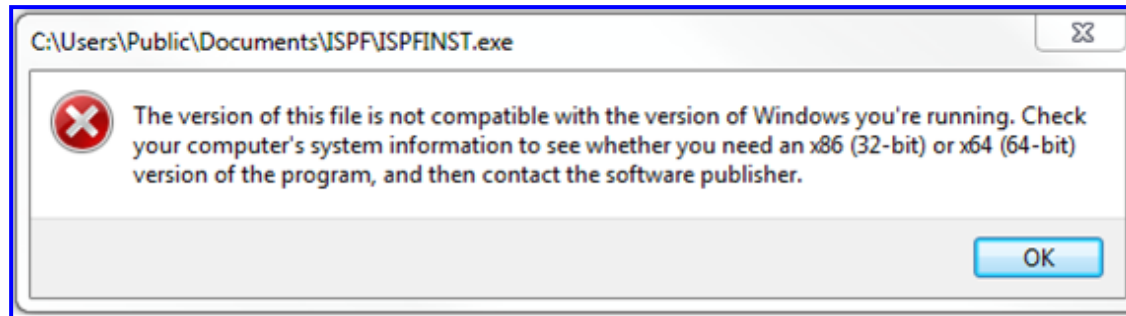 C:\Users\Public\Documents\ISPF\ISPFINST.exe
The version of this file is not compatible with the version of Windows you're running. Check
your computer's system information to see whether you need an x86 (32-bit) or x64 (64-bit)
version of the program, and then contact the software publisher.
OK